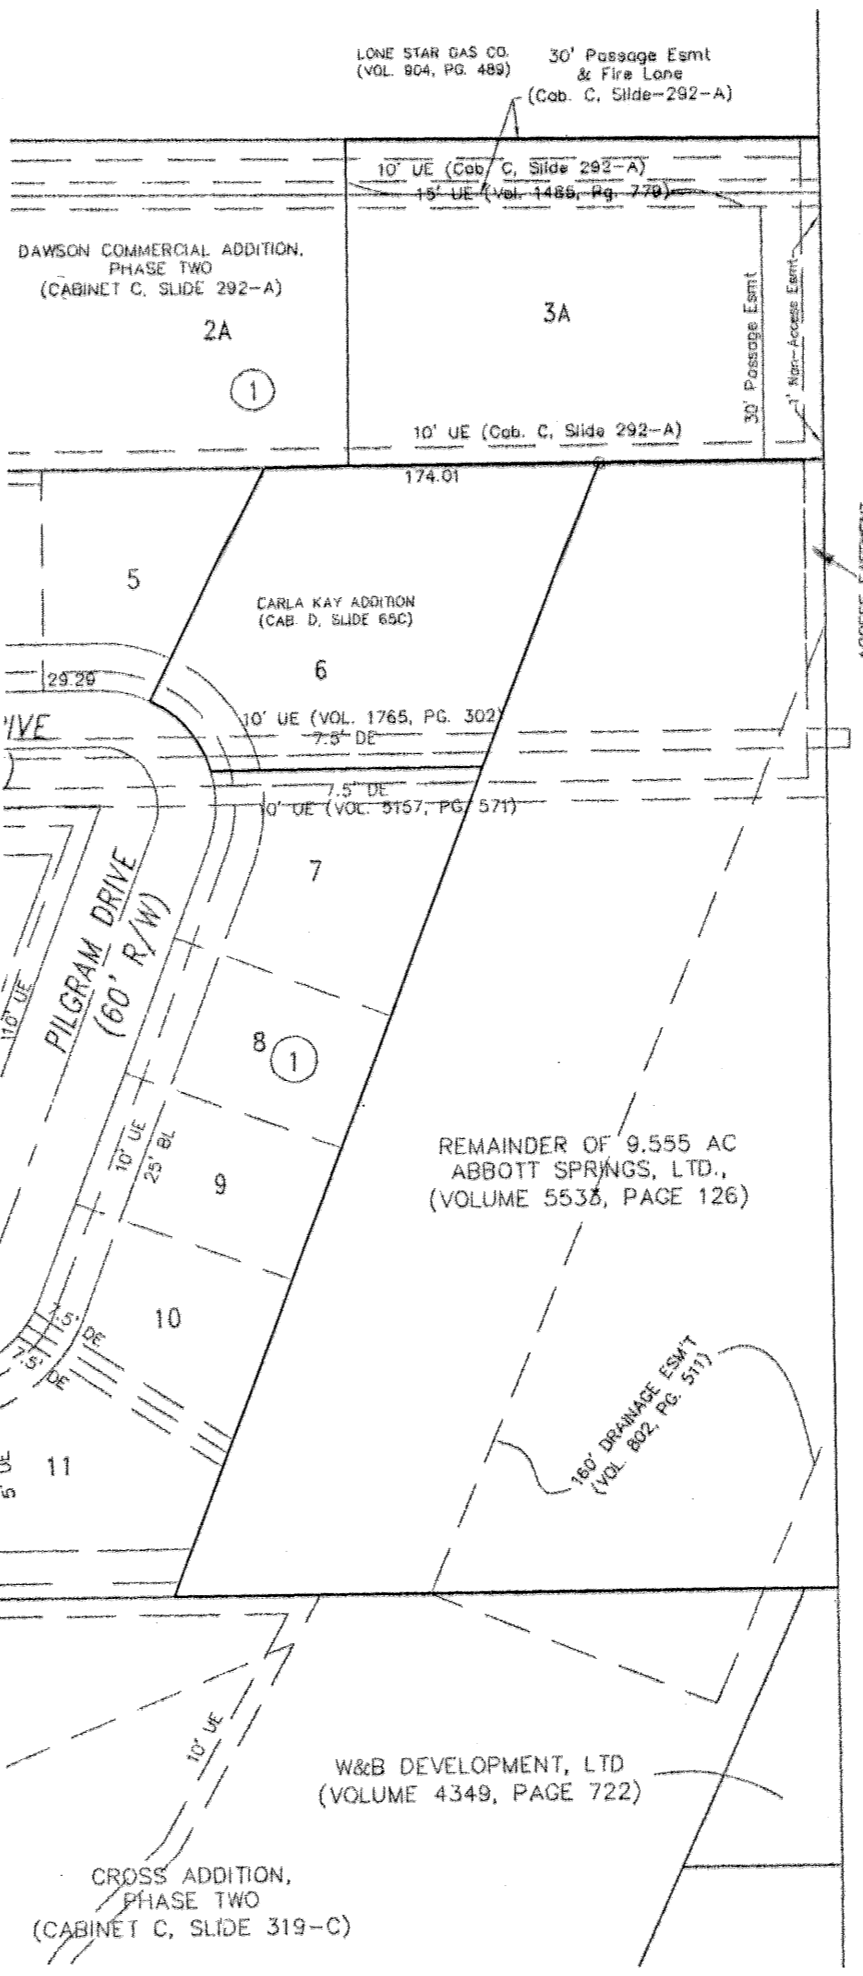 LONE STAR GAS CO.
(VOL. 904, PG. 489)
30' Passage Esmt
& Fire Lane
(Cab. C, Slide-292-A)
10' UE (Cab. C, Slide 292-A)
15' UE (Vol. 1486, Pg. 779)
DAWSON COMMERCIAL ADDITION,
PHASE TWO
(CABINET C, SLIDE 292-A)
2A
1
3A
30' Passage Esmt
1' Non-Access Esmt
10' UE (Cab. C, Slide 292-A)
174.01
5
CARLA KAY ADDITION
(CAB. D, SLIDE 65C)
6
29.29
10' UE (VOL. 1765, PG. 302)
7.5' DE
7.5' DE
0' UE (VOL. 5157, PG. 571)
7
PILGRAM DRIVE
(60' R/W)
10' UE
8
1
10' UE
25' BL
9
REMAINDER OF 9.555 AC
ABBOTT SPRINGS, LTD.,
(VOLUME 5538, PAGE 126)
10
7.5' DE
7.5' DE
160' DRAINAGE ESM'T
(VOL. 802, PG. 511)
11
5' UE
10' UE
W&B DEVELOPMENT, LTD
(VOLUME 4349, PAGE 722)
CROSS ADDITION,
PHASE TWO
(CABINET C, SLIDE 319-C)